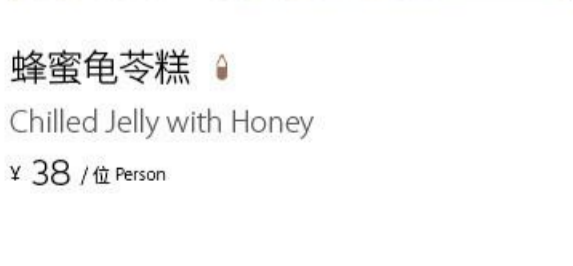 蜂蜜龟苓糕
Chilled Jelly with Honey
¥ 38 / 位 Person